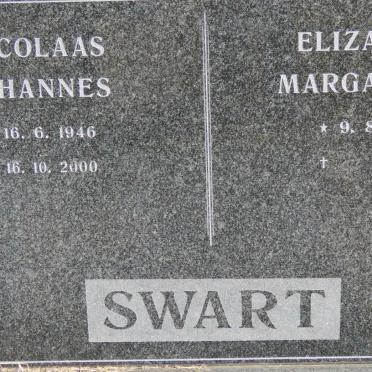 COLAAS
HANNES
16. 6. 1946
16. 10. 2000
ELIZA
MARGA
★ 9. 8
†
SWART